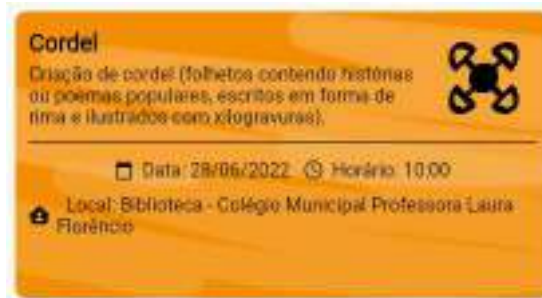 Cordel
Criação de cordel (folhetos contendo histórias
ou poemas populares, escritos em forma de
rima e ilustrados com xilogravuras).
Data: 28/06/2022 Horário: 10:00
Local: Biblioteca - Colégio Municipal Professora Laura
Florêncio